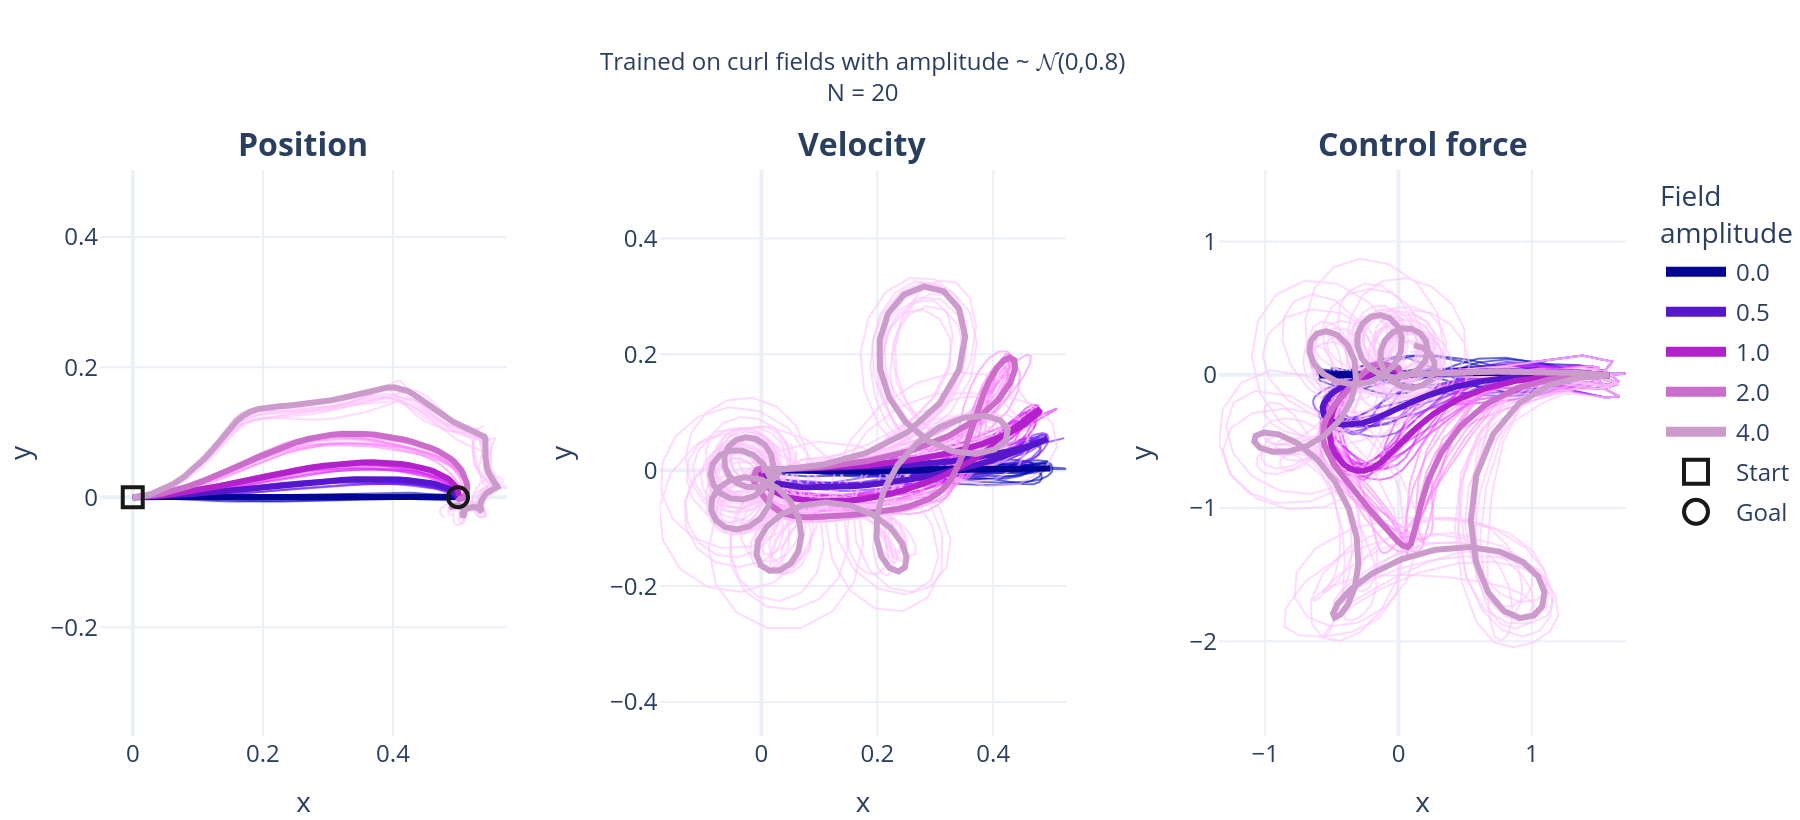 Trained on curl fields with amplitude ~ 𝒩(0,0.8)
N = 20
Position
Velocity
Control force
y
0.4
0.2
0
−0.2
0
0.2
0.4
x
y
0.4
0.2
0
−0.2
−0.4
0
0.2
0.4
x
y
1
0
−1
−2
−1
0
1
x
Field
amplitude
0.0
0.5
1.0
2.0
4.0
Start
Goal